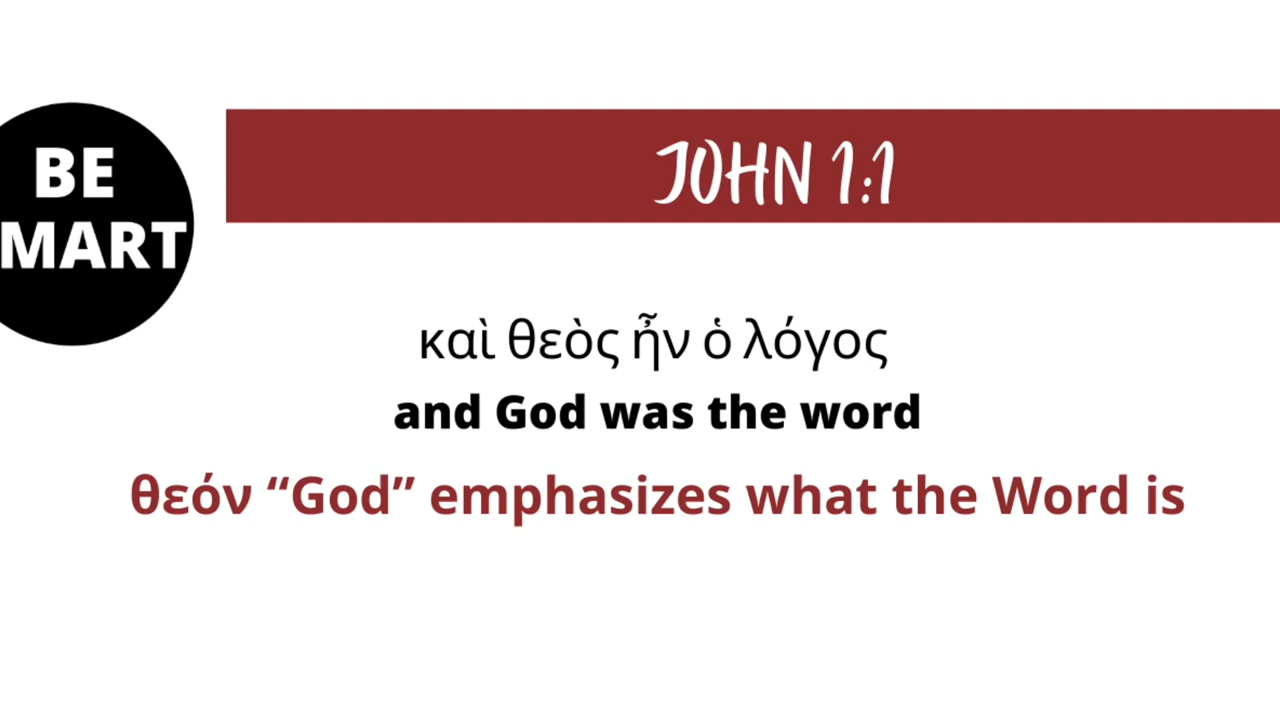 BE
MART
JOHN 1:1
καὶ θεὸς ἦν ὁ λόγος
and God was the word
θεόν “God” emphasizes what the Word is